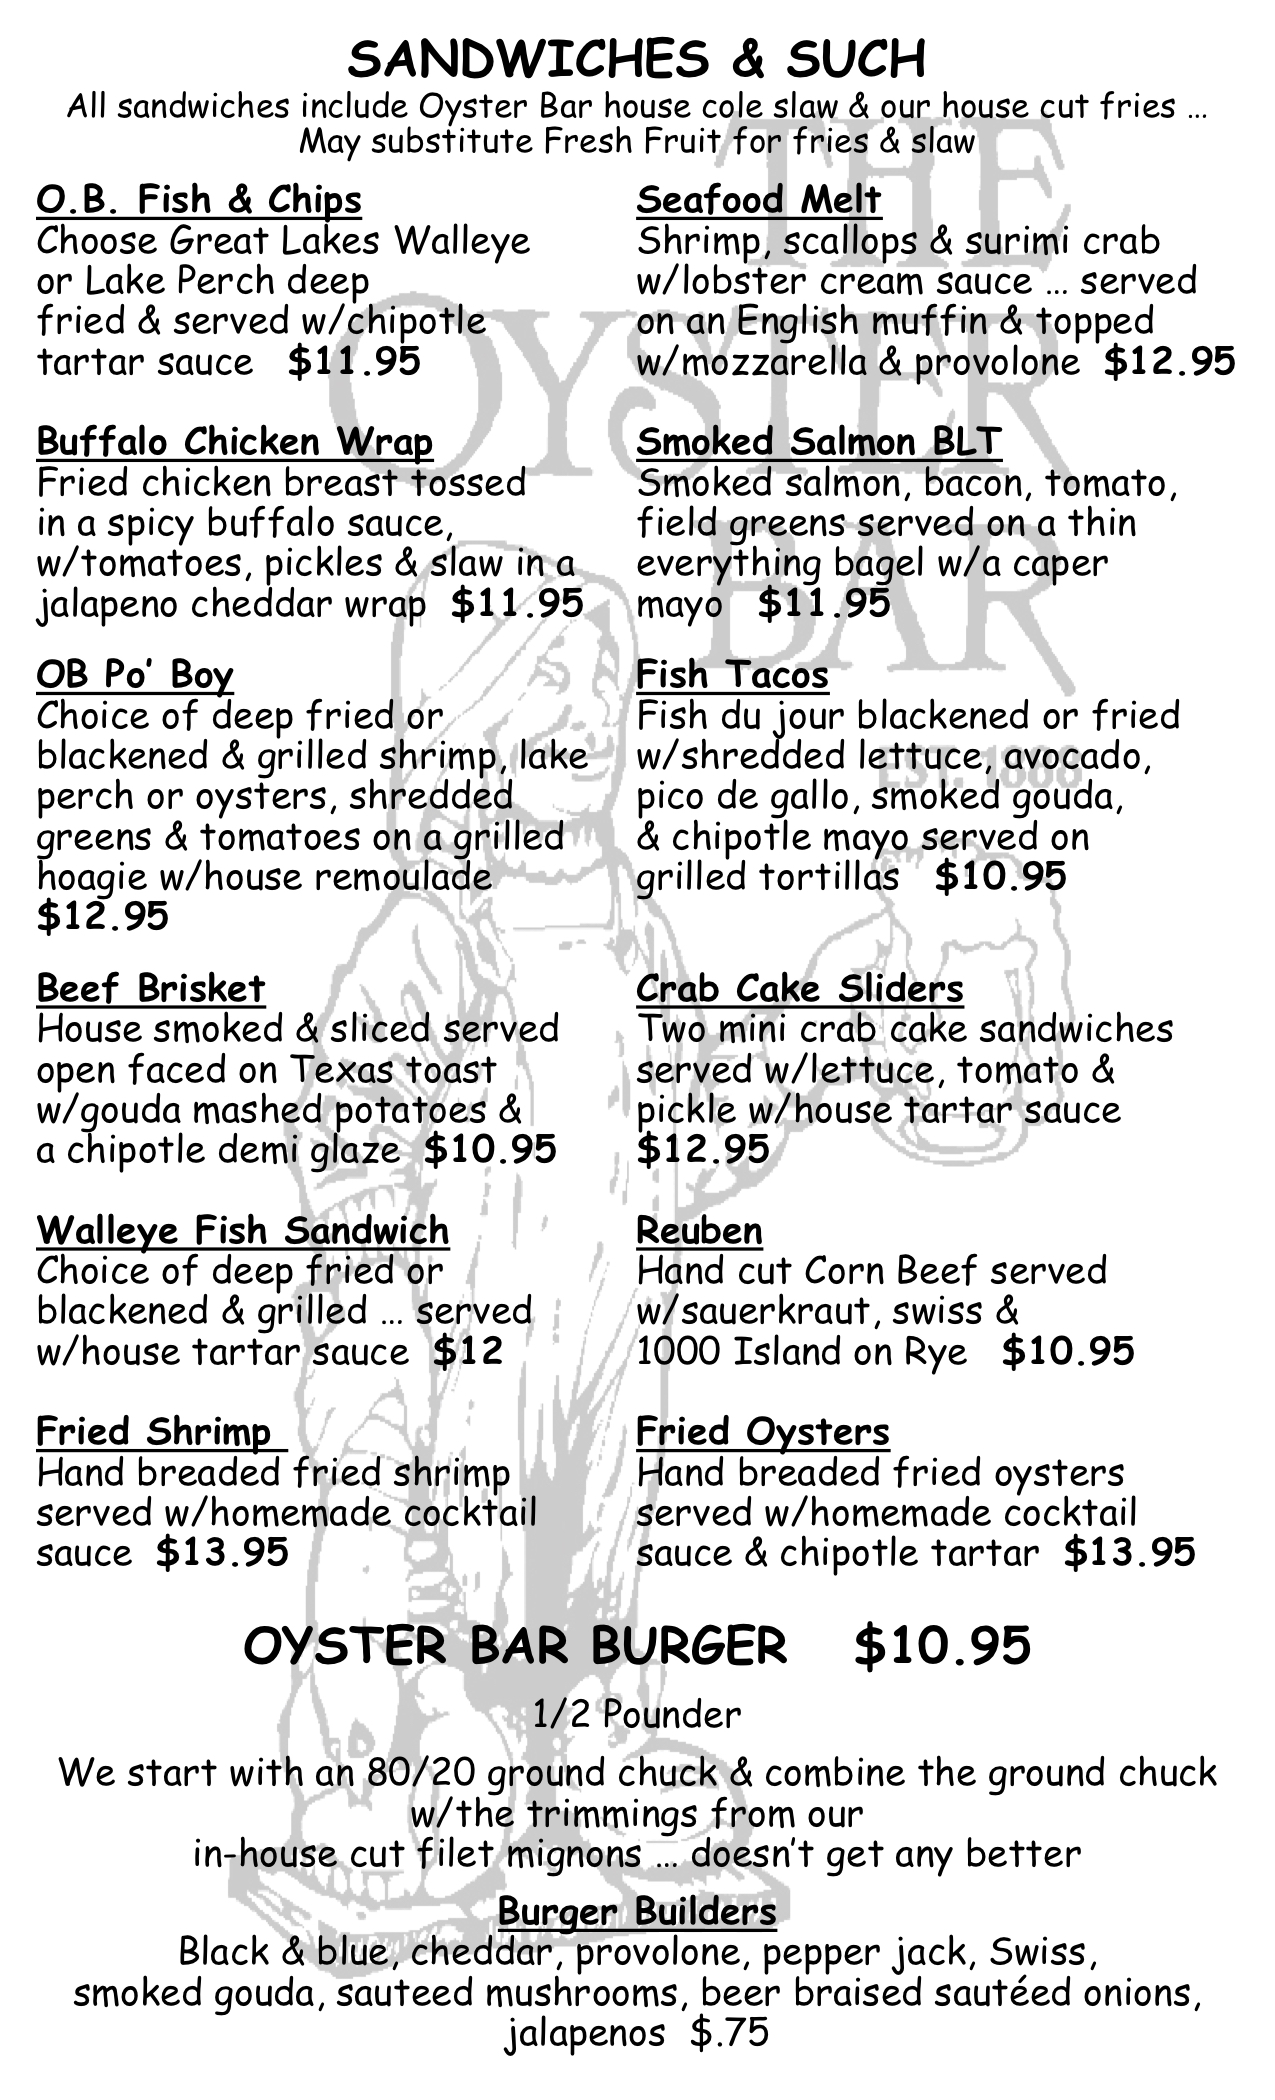 SANDWICHES & SUCH
All sandwiches include Oyster Bar house cole slaw & our house cut fries ...
May substitute Fresh Fruit for fries & slaw
O.B. Fish & Chips
Choose Great Lakes Walleye
or Lake Perch deep
fried & served w/chipotle
tartar sauce $11.95
Buffalo Chicken Wrap
Fried chicken breast tossed
in a spicy buffalo sauce,
w/tomatoes, pickles & slaw in a
jalapeno cheddar wrap $11.95
OB Po' Boy
Choice of deep fried or
blackened & grilled shrimp, lake
perch or oysters, shredded
greens & tomatoes on a grilled
hoagie w/house remoulade
$12.95
Beef Brisket
House smoked & sliced served
open faced on Texas toast
w/gouda mashed potatoes &
a chipotle demi glaze $10.95
Walleye Fish Sandwich
Choice of deep fried or
blackened & grilled ... served
w/house tartar sauce $12
Fried Shrimp
Hand breaded fried shrimp
served w/homemade cocktail
sauce $13.95
Seafood Melt
Shrimp, scallops & surimi crab
w/lobster cream sauce ... served
on an English muffin & topped
w/mozzarella & provolone $12.95
Smoked Salmon BLT
Smoked salmon, bacon, tomato,
field greens served on a thin
everything bagel w/a caper
mayo $11.95
Fish Tacos
Fish du jour blackened or fried
w/shredded lettuce, avocado,
pico de gallo, smoked gouda,
& chipotle mayo served on
grilled tortillas $10.95
Crab Cake Sliders
Two mini crab cake sandwiches
served w/lettuce, tomato &
pickle w/house tartar sauce
$12.95
Reuben
Hand cut Corn Beef served
w/sauerkraut, swiss &
1000 Island on Rye $10.95
Fried Oysters
Hand breaded fried oysters
served w/homemade cocktail
sauce & chipotle tartar $13.95
OYSTER BAR BURGER $10.95
1/2 Pounder
We start with an 80/20 ground chuck & combine the ground chuck
w/the trimmings from our
in-house cut filet mignons ... doesn't get any better
Burger Builders
Black & blue, cheddar, provolone, pepper jack, Swiss,
smoked gouda, sauteed mushrooms, beer braised sautéed onions,
jalapenos $.75
THE
OYSTER
BAR